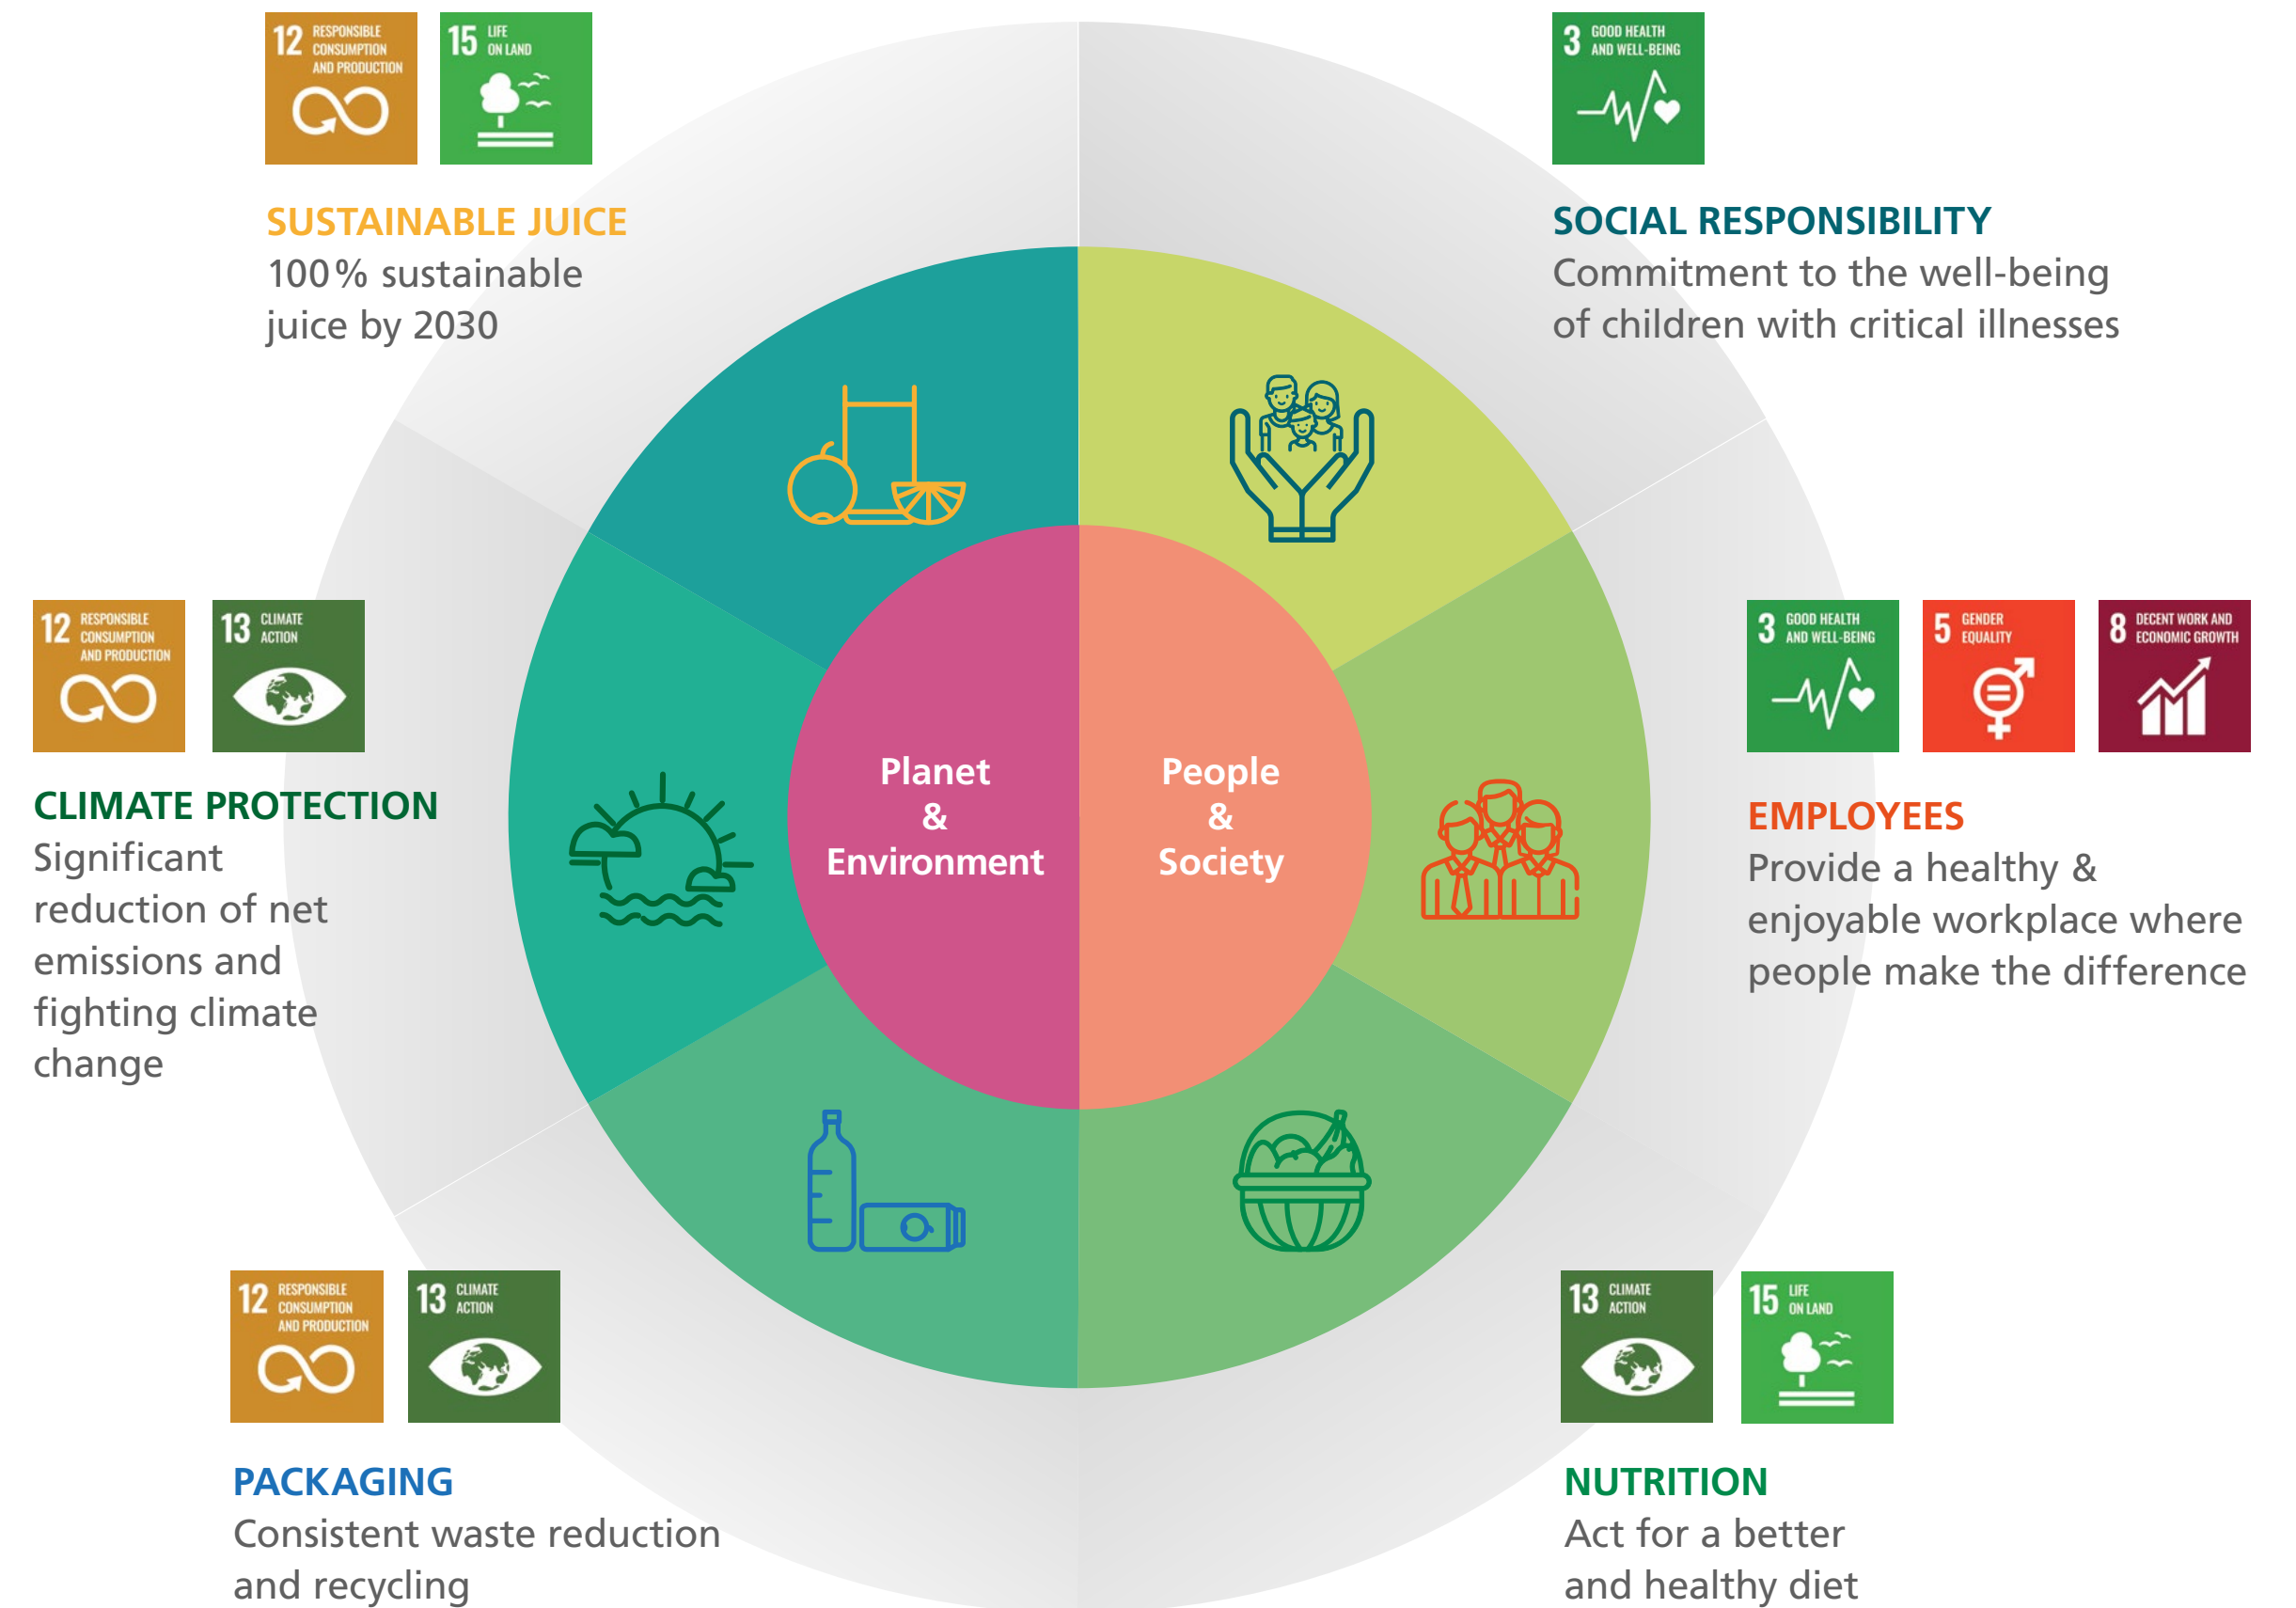 12 RESPONSIBLE
CONSUMPTION
AND PRODUCTION
15 LIFE
ON LAND
SUSTAINABLE JUICE
100% sustainable
juice by 2030
3 GOOD HEALTH
AND WELL-BEING
SOCIAL RESPONSIBILITY
Commitment to the well-being
of children with critical illnesses
12 RESPONSIBLE
CONSUMPTION
AND PRODUCTION
13 CLIMATE
ACTION
CLIMATE PROTECTION
Significant
reduction of net
emissions and
fighting climate
change
Planet
&
Environment
People
&
Society
3 GOOD HEALTH
AND WELL-BEING
5 GENDER
EQUALITY
8 DECENT WORK AND
ECONOMIC GROWTH
EMPLOYEES
Provide a healthy &
enjoyable workplace where
people make the difference
12 RESPONSIBLE
CONSUMPTION
AND PRODUCTION
13 CLIMATE
ACTION
PACKAGING
Consistent waste reduction
and recycling
13 CLIMATE
ACTION
15 LIFE
ON LAND
NUTRITION
Act for a better
and healthy diet